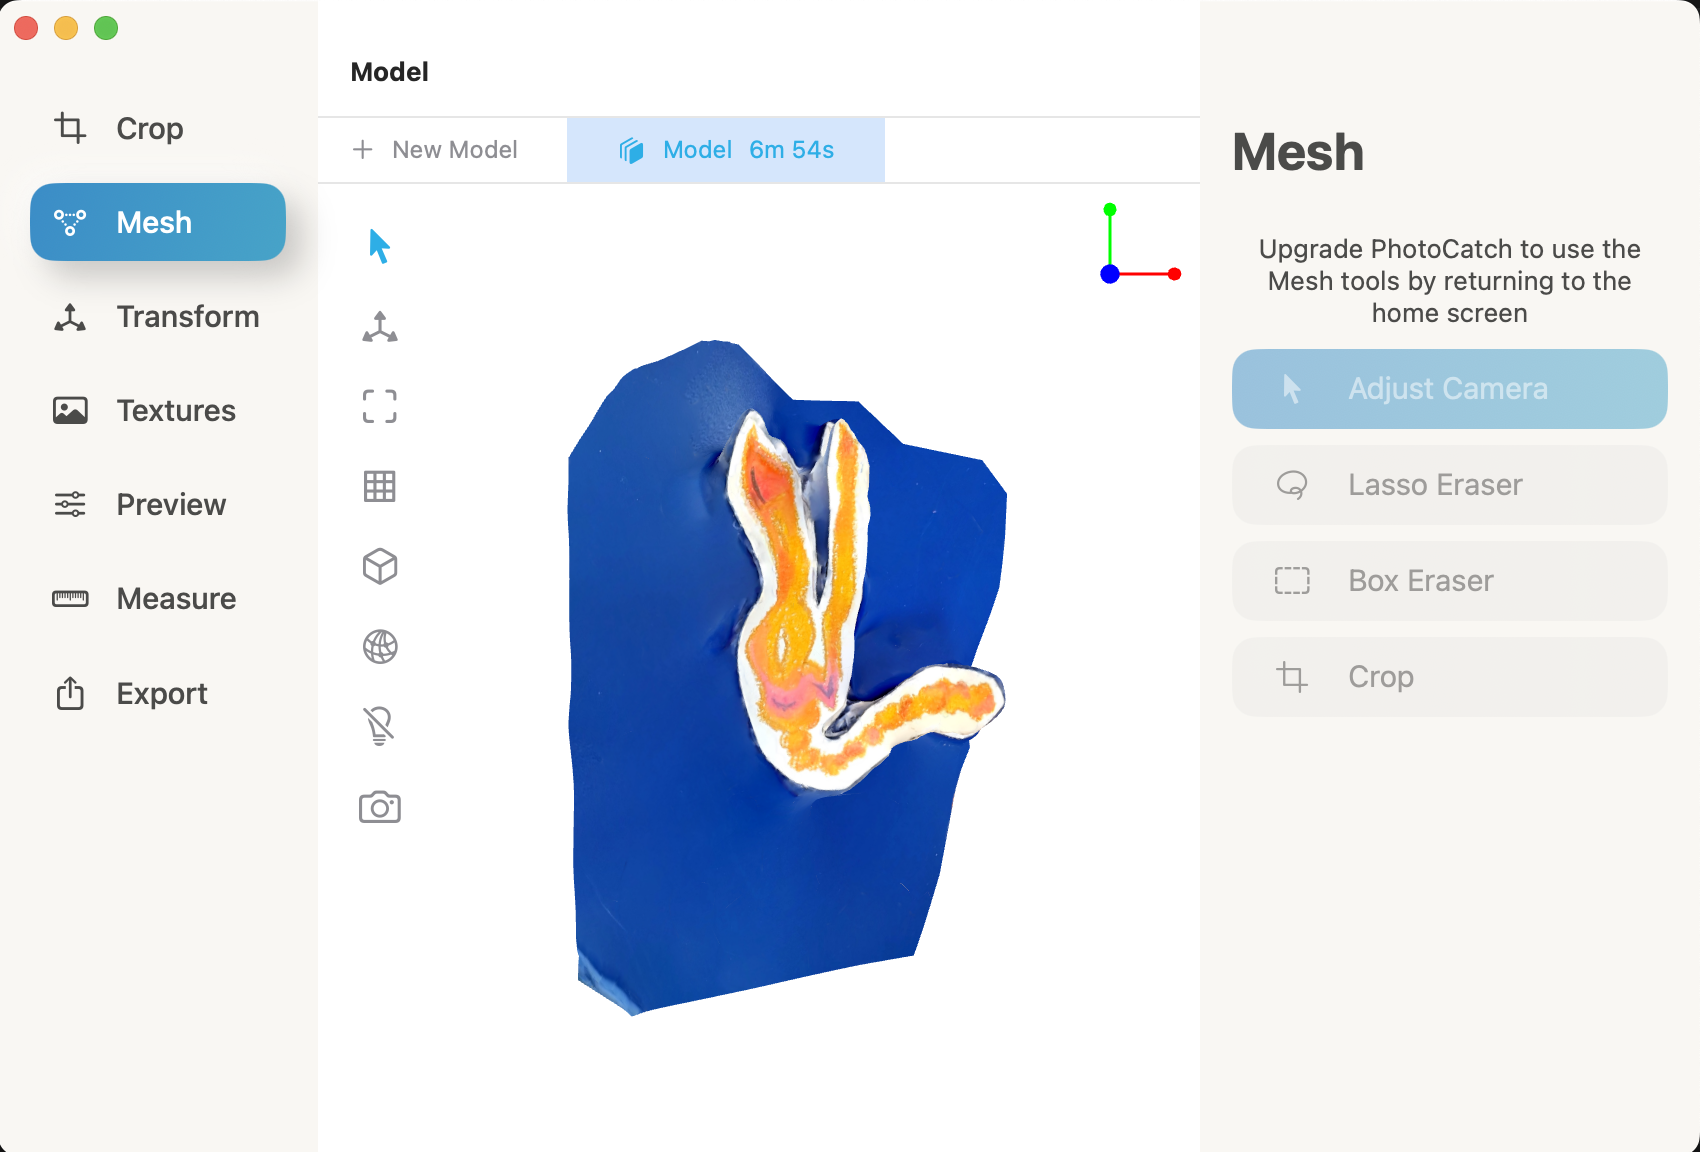 Model
Crop
Mesh
Transform
Textures
Preview
Measure
Export
New Model
Model 6m 54s
Mesh
Upgrade PhotoCatch to use the
Mesh tools by returning to the
home screen
Adjust Camera
Lasso Eraser
Box Eraser
Crop